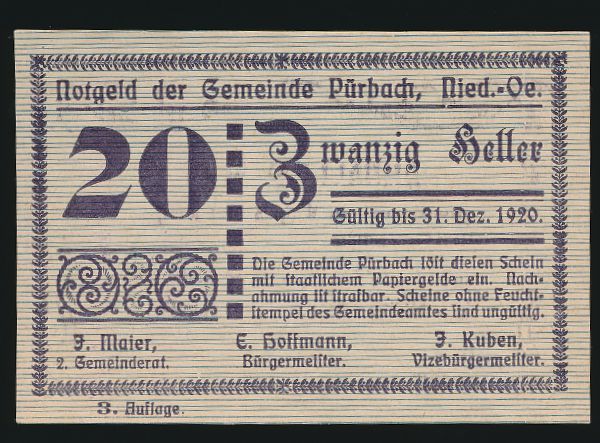 Notgeld der Gemeinde Pürbach, Nied.-Oe.
20 Zwanzig Heller
Gültig bis 31. Dez. 1920.
Die Gemeinde Pürbach löst diesen Schein
mit staatlichem Papiergelde ein. Nach-
ahmung ist strafbar. Scheine ohne Feucht-
stempel des Gemeindeamtes sind ungültig.
J. Maier, E. Hoffmann, J. Kuben,
2. Gemeinderat. Bürgermeister. Vizebürgermeister.
3. Auflage.